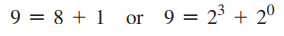 9 = 8 + 1 or 9 = 2³ + 2⁰